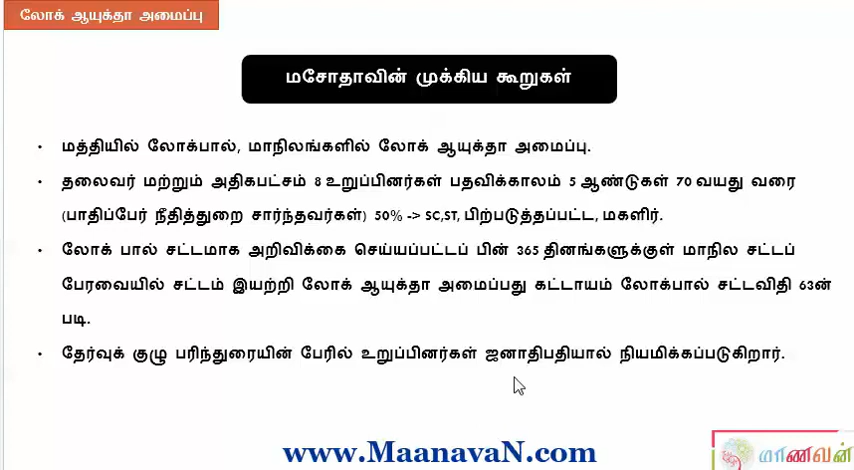 லோக் ஆயுக்தா அமைப்பு
மசோதாவின் முக்கிய கூறுகள்
• மத்தியில் லோக்பால், மாநிலங்களில் லோக் ஆயுக்தா அமைப்பு.
• தலைவர் மற்றும் அதிகபட்சம் 8 உறுப்பினர்கள் பதவிக்காலம் 5 ஆண்டுகள் 70 வயது வரை
(பாதிப்பேர் நீதித்துறை சார்ந்தவர்கள்) 50% -> SC,ST, பிற்படுத்தப்பட்ட, மகளிர்.
• லோக் பால் சட்டமாக அறிவிக்கை செய்யப்பட்டப் பின் 365 தினங்களுக்குள் மாநில சட்டப்
பேரவையில் சட்டம் இயற்றி லோக் ஆயுக்தா அமைப்பது கட்டாயம் லோக்பால் சட்டவிதி 63ன்
படி.
• தேர்வுக் குழு பரிந்துரையின் பேரில் உறுப்பினர்கள் ஜனாதிபதியால் நியமிக்கப்படுகிறார்.
www.MaanavaN.com
மாணவன்